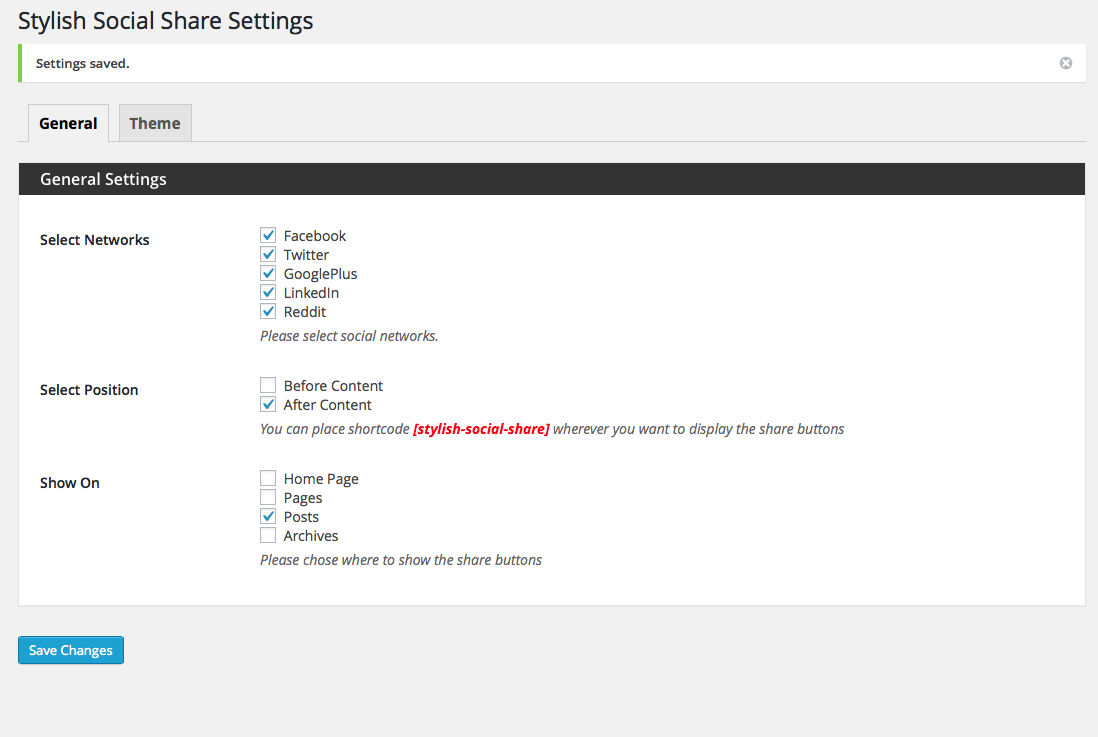 Stylish Social Share Settings
Settings saved.
General
Theme
General Settings
Select Networks
Facebook
Twitter
GooglePlus
LinkedIn
Reddit
Please select social networks.
Select Position
Before Content
After Content
You can place shortcode [stylish-social-share] wherever you want to display the share buttons
Show On
Home Page
Pages
Posts
Archives
Please chose where to show the share buttons
Save Changes